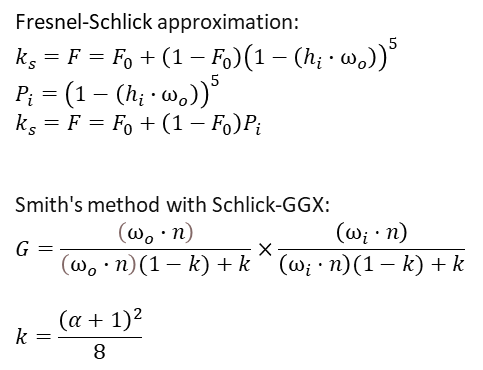 Fresnel-Schlick approximation:
k_s = F = F_0 + (1 − F_0)(1 − (h_i · ω_o))^5
P_i = (1 − (h_i · ω_o))^5
k_s = F = F_0 + (1 − F_0)P_i
Smith's method with Schlick-GGX:
G = (ω_o · n) / ((ω_o · n)(1 − k) + k) × (ω_i · n) / ((ω_i · n)(1 − k) + k)
k = (α + 1)^2 / 8